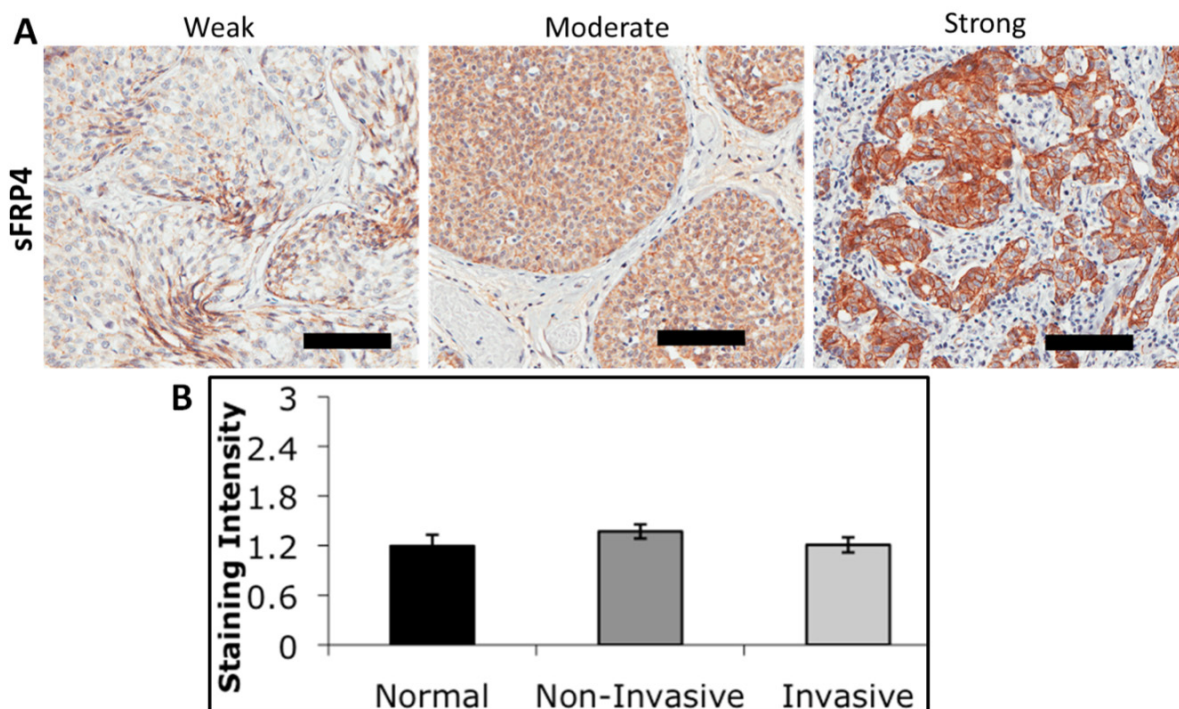 A
Weak
Moderate
Strong
sFRP4
B
Staining Intensity
3
2.4
1.8
1.2
0.6
0
Normal
Non-Invasive
Invasive